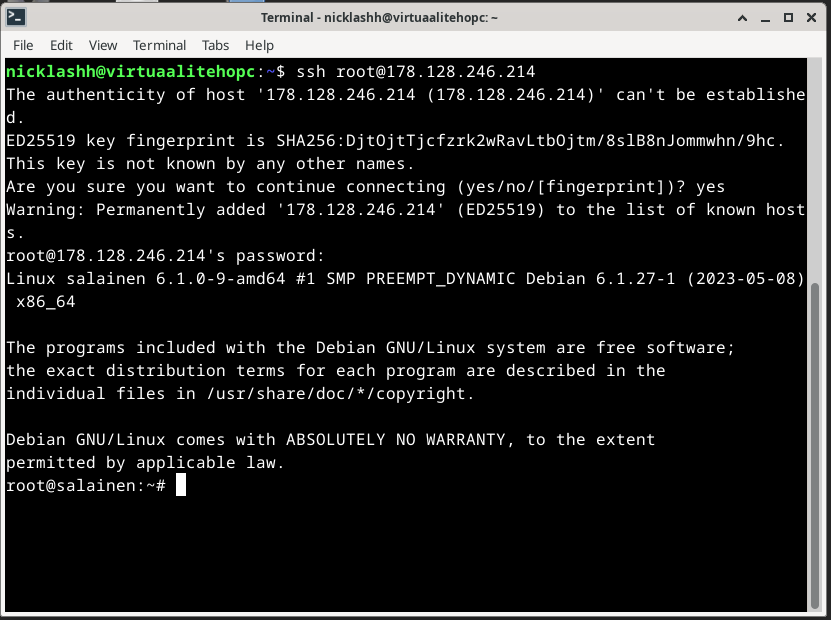 Terminal - nicklashh@virtuaalitehopc: ~
File Edit View Terminal Tabs Help
nicklashh@virtuaalitehopc:~$ ssh root@178.128.246.214
The authenticity of host '178.128.246.214 (178.128.246.214)' can't be establishe
d.
ED25519 key fingerprint is SHA256:DjtOjtTjcfzrk2wRavLtbOjtm/8slB8nJommwhn/9hc.
This key is not known by any other names.
Are you sure you want to continue connecting (yes/no/[fingerprint])? yes
Warning: Permanently added '178.128.246.214' (ED25519) to the list of known host
s.
root@178.128.246.214's password:
Linux salainen 6.1.0-9-amd64 #1 SMP PREEMPT_DYNAMIC Debian 6.1.27-1 (2023-05-08)
 x86_64

The programs included with the Debian GNU/Linux system are free software;
the exact distribution terms for each program are described in the
individual files in /usr/share/doc/*/copyright.

Debian GNU/Linux comes with ABSOLUTELY NO WARRANTY, to the extent
permitted by applicable law.
root@salainen:~#